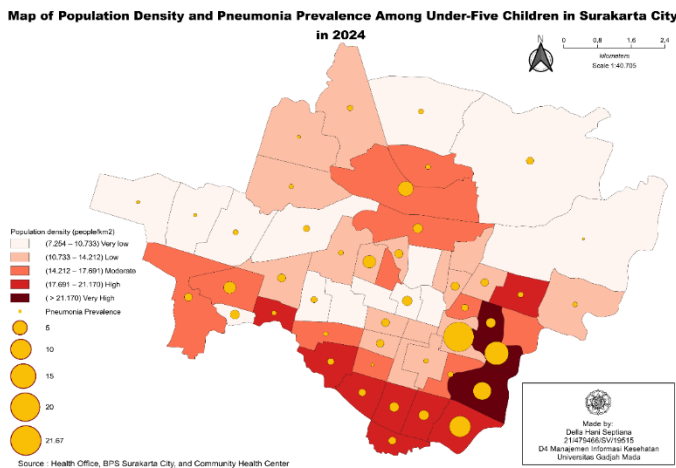 Map of Population Density and Pneumonia Prevalence Among Under-Five Children in Surakarta City
in 2024
0 0.8 1.6 2.4
kilometers
Scale 1:40.705
Population density (people/km2)
(7.254 – 10.733) Very low
(10.733 – 14.212) Low
(14.212 – 17.691) Moderate
(17.691 – 21.170) High
( > 21.170) Very High
Pneumonia Prevalence
5
10
15
20
21.67
Made by:
Della Hani Septiana
21/479466/SV/19515
D4 Manajemen Informasi Kesehatan
Universitas Gadjah Mada
Source : Health Office, BPS Surakarta City, and Community Health Center